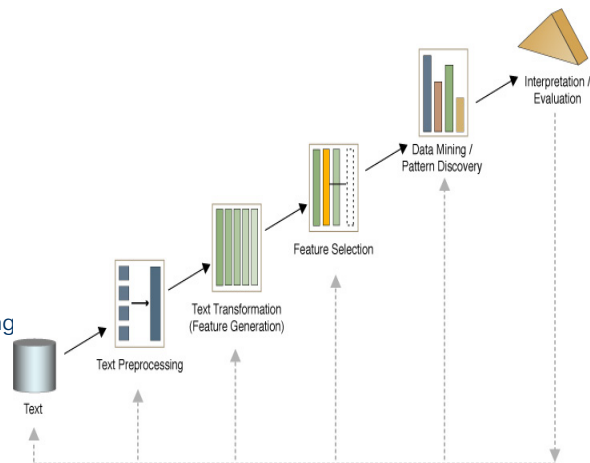 Interpretation /
Evaluation
Data Mining /
Pattern Discovery
Feature Selection
Text Transformation
(Feature Generation)
Text Preprocessing
Text